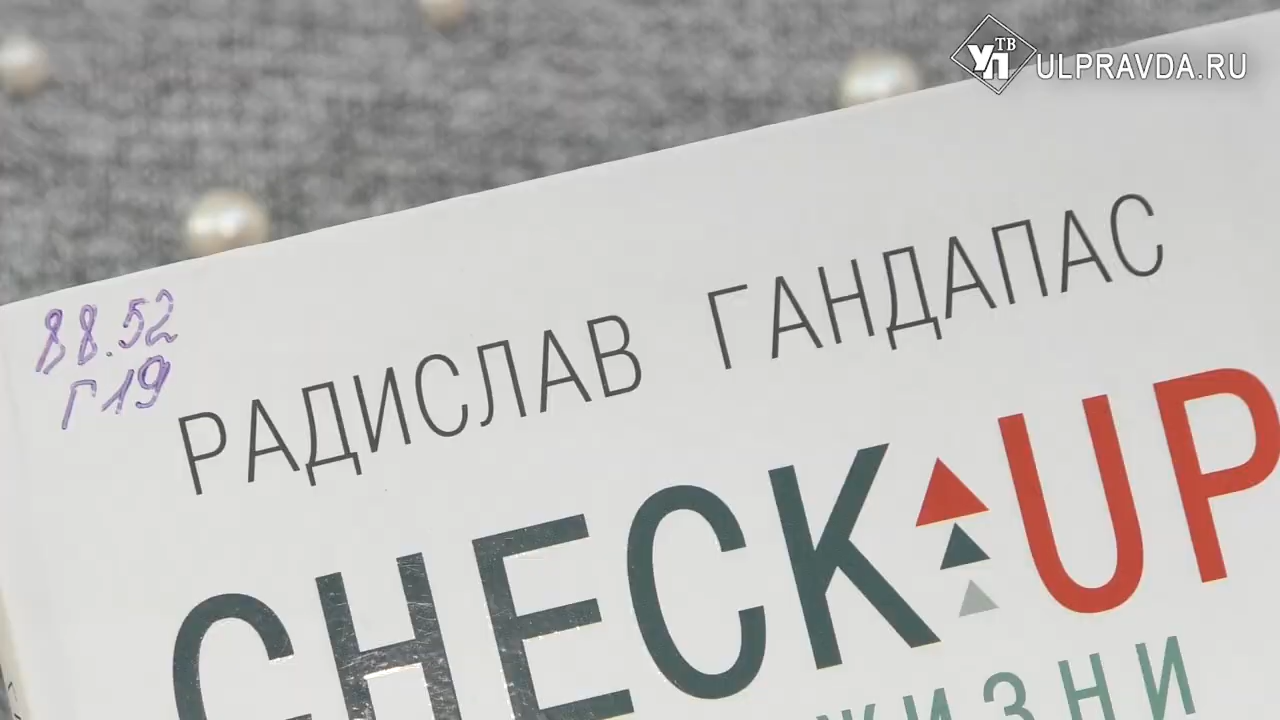 УП ТВ ULPRAVDA.RU
88.52
Г19
РАДИСЛАВ ГАНДАПАС
CHECK UP
ЖИЗНИ